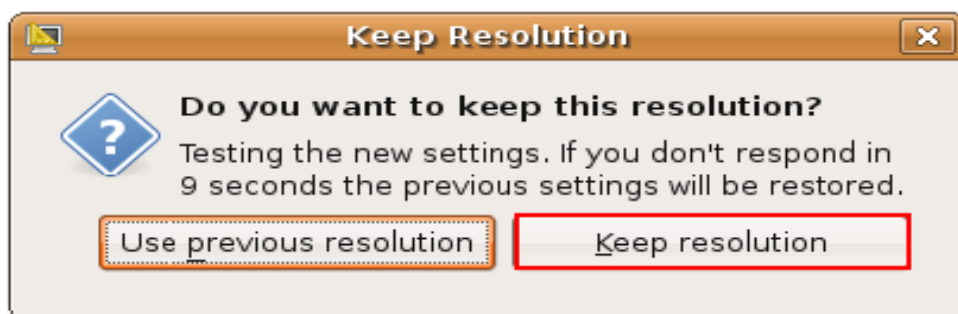 Keep Resolution
Do you want to keep this resolution?
Testing the new settings. If you don't respond in
9 seconds the previous settings will be restored.
Use previous resolution
Keep resolution